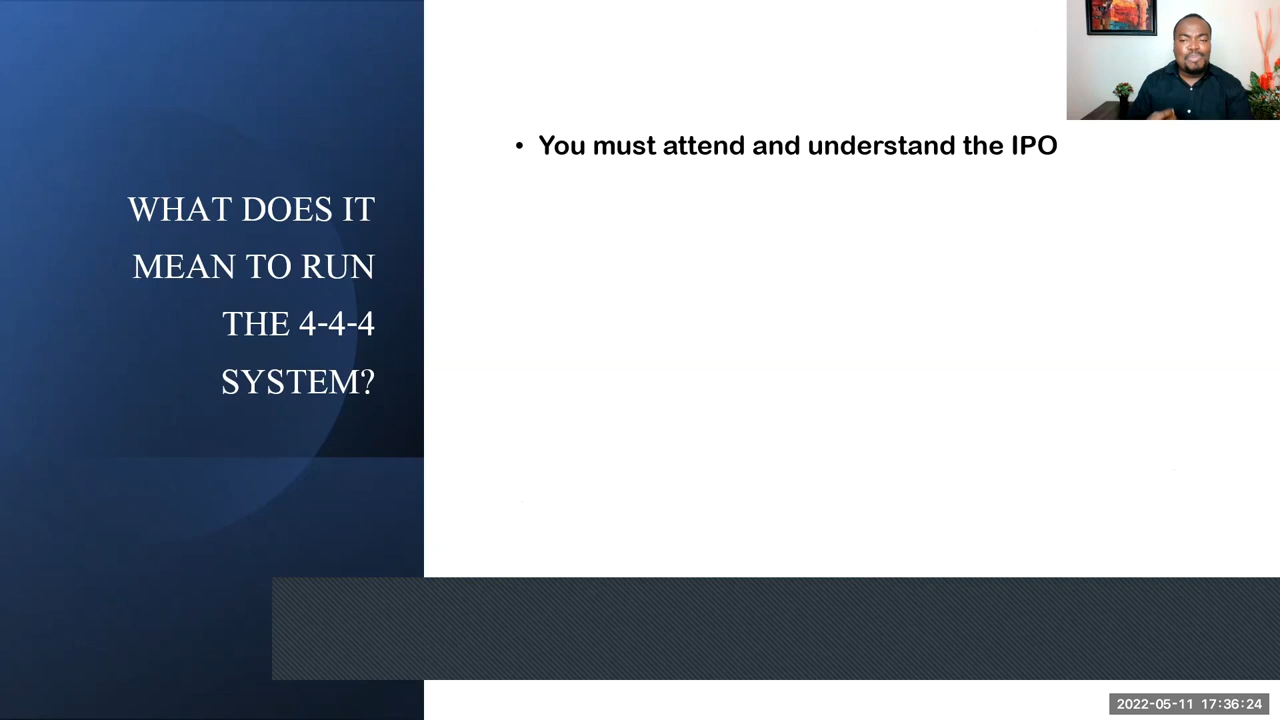 WHAT DOES IT
MEAN TO RUN
THE 4-4-4
SYSTEM?
• You must attend and understand the IPO
2022-05-11 17:36:24